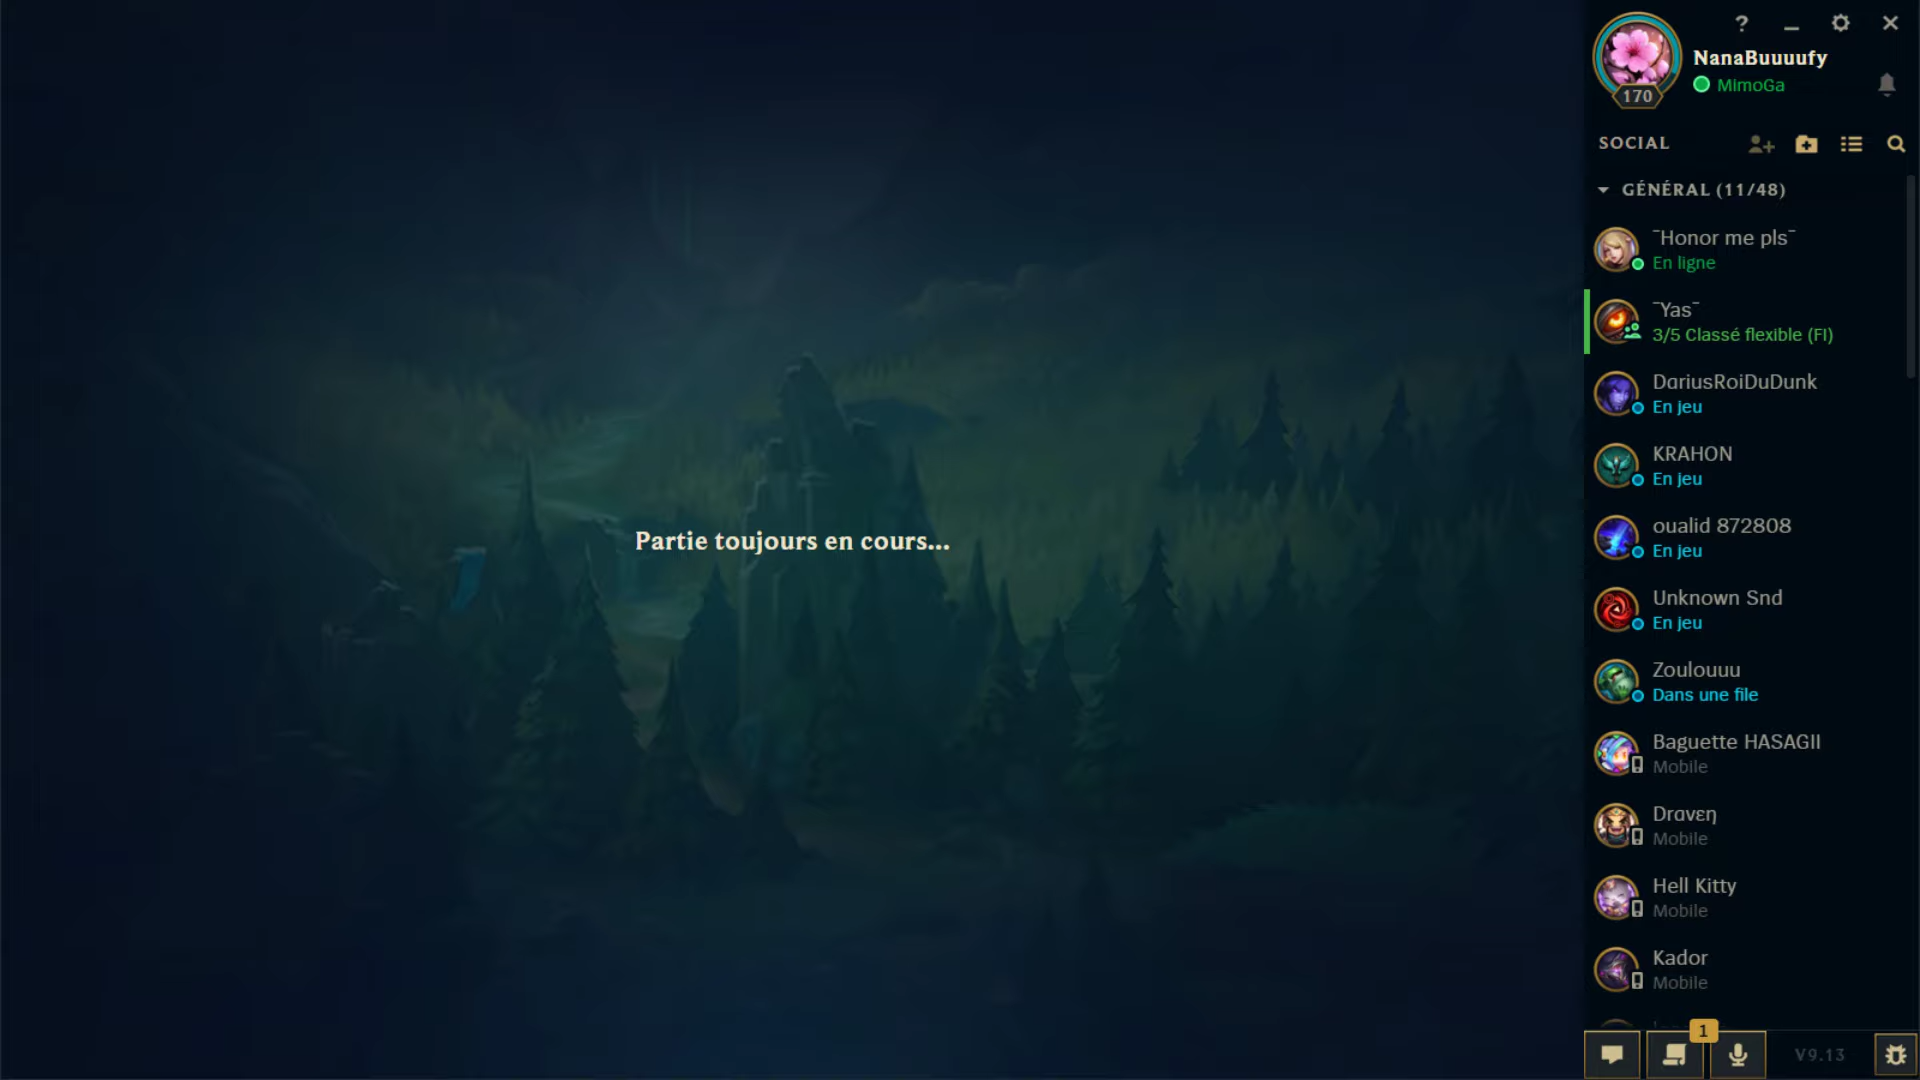 ?
NanaBuuuufy
MimoGa
170
SOCIAL
GÉNÉRAL (11/48)
¯Honor me pls¯
En ligne
¯Yas¯
3/5 Classé flexible (FI)
DariusRoiDuDunk
En jeu
KRAHON
En jeu
oualid 872808
En jeu
Partie toujours en cours...
Unknown Snd
En jeu
Zoulouuu
Dans une file
Baguette HASAGII
Mobile
Dravεη
Mobile
Hell Kitty
Mobile
Kador
Mobile
1
V9.13